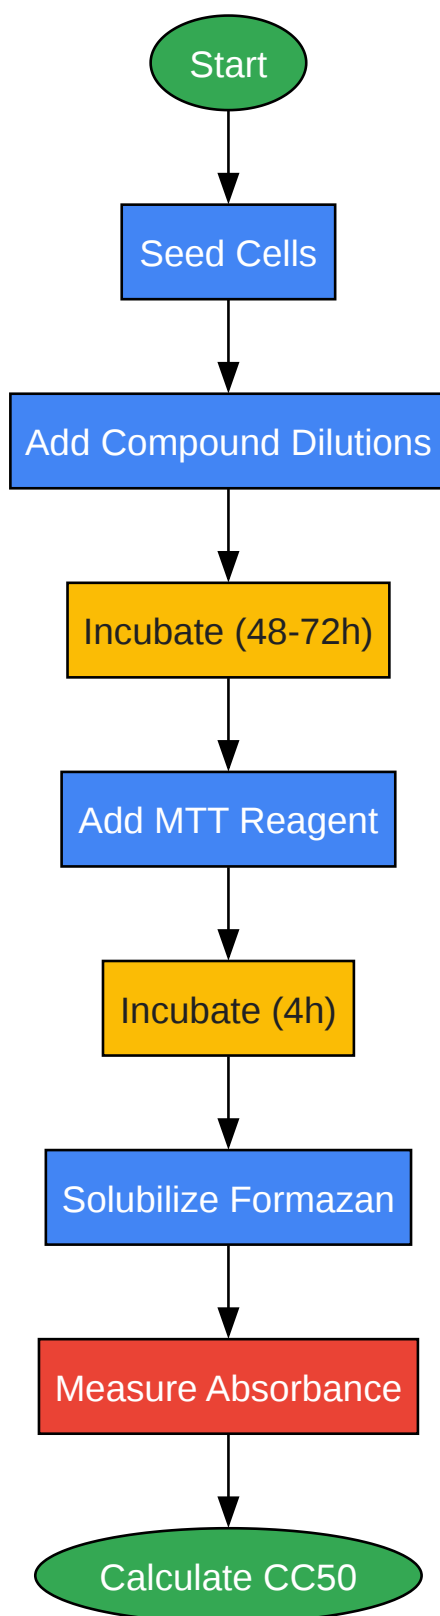 Start
Seed Cells
Add Compound Dilutions
Incubate (48-72h)
Add MTT Reagent
Incubate (4h)
Solubilize Formazan
Measure Absorbance
Calculate CC50